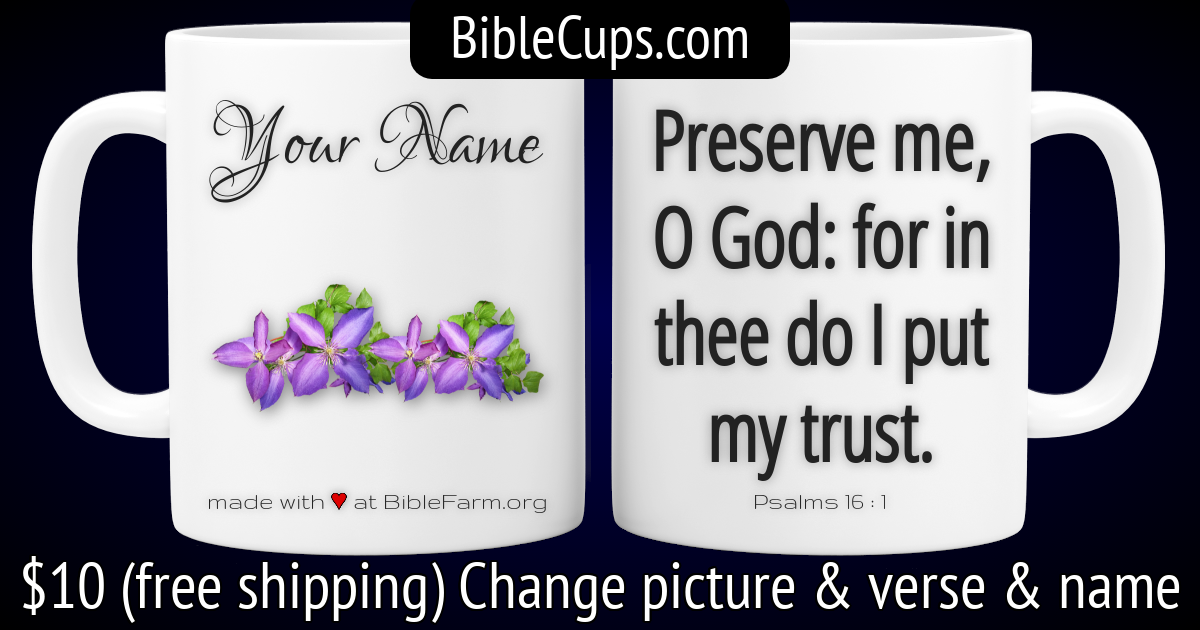 BibleCups.com
Your Name
made with ♥ at BibleFarm.org
Preserve me,
O God: for in
thee do I put
my trust.
Psalms 16 : 1
$10 (free shipping) Change picture & verse & name